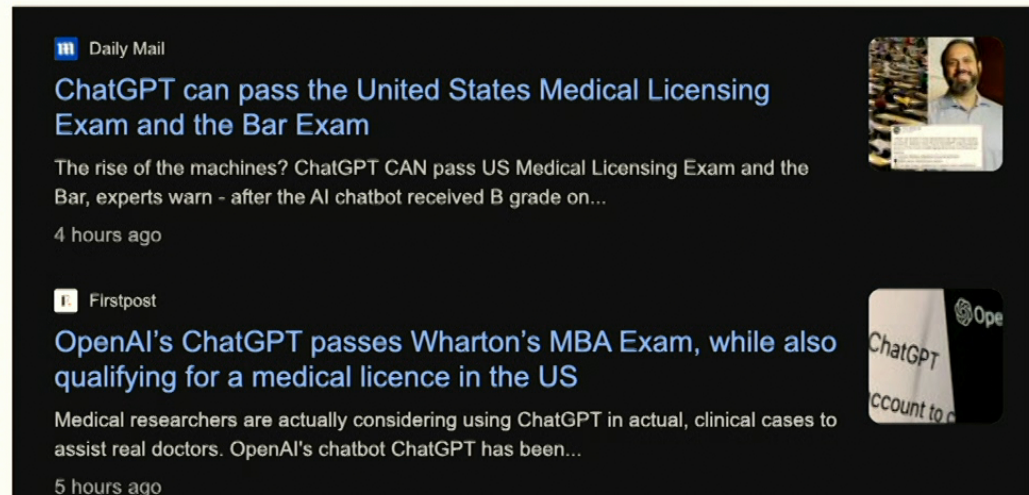 Daily Mail
ChatGPT can pass the United States Medical Licensing
Exam and the Bar Exam
The rise of the machines? ChatGPT CAN pass US Medical Licensing Exam and the
Bar, experts warn - after the AI chatbot received B grade on...
4 hours ago
Firstpost
OpenAI's ChatGPT passes Wharton's MBA Exam, while also
qualifying for a medical licence in the US
Medical researchers are actually considering using ChatGPT in actual, clinical cases to
assist real doctors. OpenAI's chatbot ChatGPT has been...
5 hours ago
Ope
ChatGPT
ccount to c